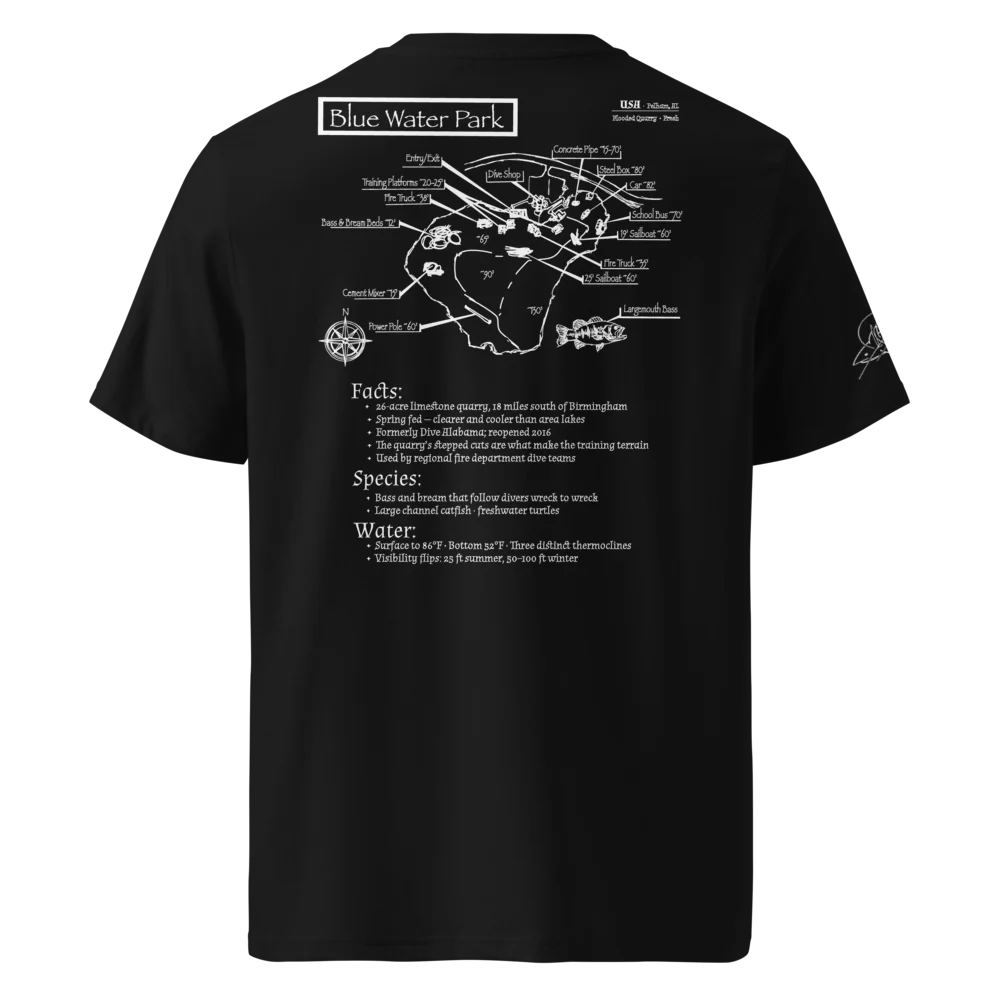 Blue Water Park
USA · Pelham, AL
Flooded Quarry · Fresh
Concrete Pipe ~15-70'
Entry/Exit
Steel Box ~80'
Dive Shop
Training Platforms ~20-25'
Car ~82'
Fire Truck ~38'
School Bus ~70'
Bass & Bream Beds ~12'
19' Sailboat ~60'
~69
Fire Truck ~35'
~90'
25' Sailboat ~60'
Cement Mixer ~15'
~130'
Largemouth Bass
N
Power Pole ~60'
Facts:
• 26-acre limestone quarry, 18 miles south of Birmingham
• Spring fed – clearer and cooler than area lakes
• Formerly Dive Alabama; reopened 2016
• The quarry's stepped cuts are what make the training terrain
• Used by regional fire department dive teams
Species:
• Bass and bream that follow divers wreck to wreck
• Large channel catfish · freshwater turtles
Water:
• Surface to 86°F · Bottom 52°F · Three distinct thermoclines
• Visibility flips: 25 ft summer, 50–100 ft winter